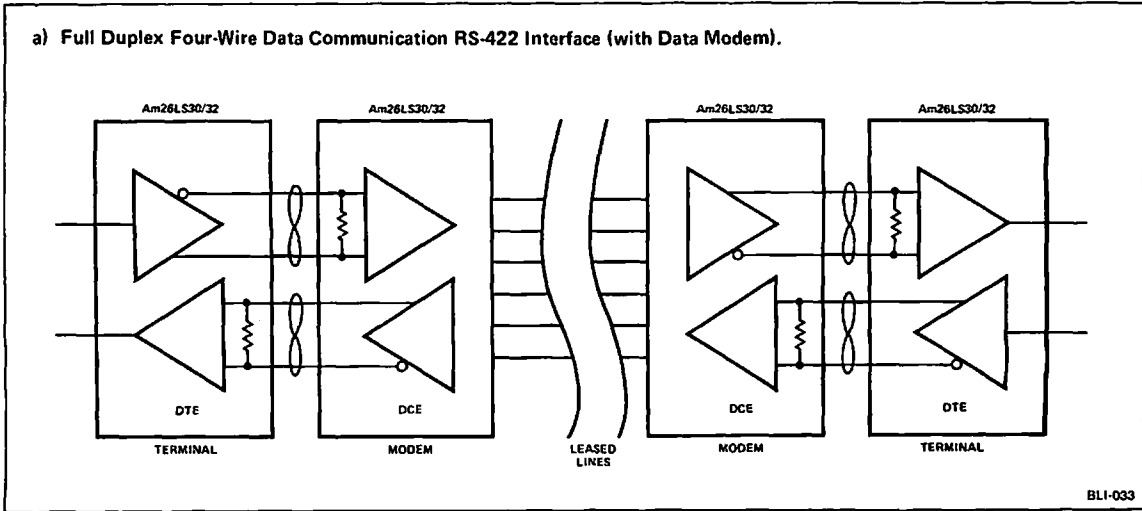 a) Full Duplex Four-Wire Data Communication RS-422 Interface (with Data Modem).
Am26LS30/32
Am26LS30/32
Am26LS30/32
Am26LS30/32
DTE
DCE
DCE
DTE
TERMINAL
MODEM
LEASED
LINES
MODEM
TERMINAL
BLI-033